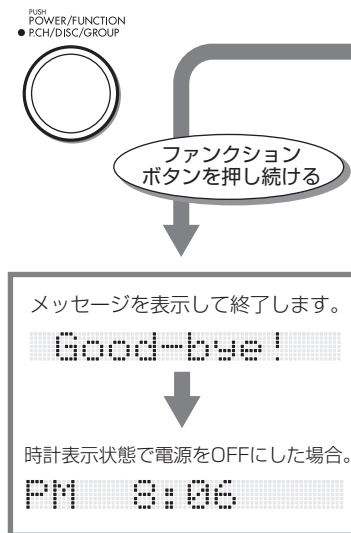 PUSH
POWER/FUNCTION
● P.CH/DISC/GROUP
ファンクション
ボタンを押し続ける
メッセージを表示して終了します。
Good-bye!
時計表示状態で電源をOFFにした場合。
PM 8:06